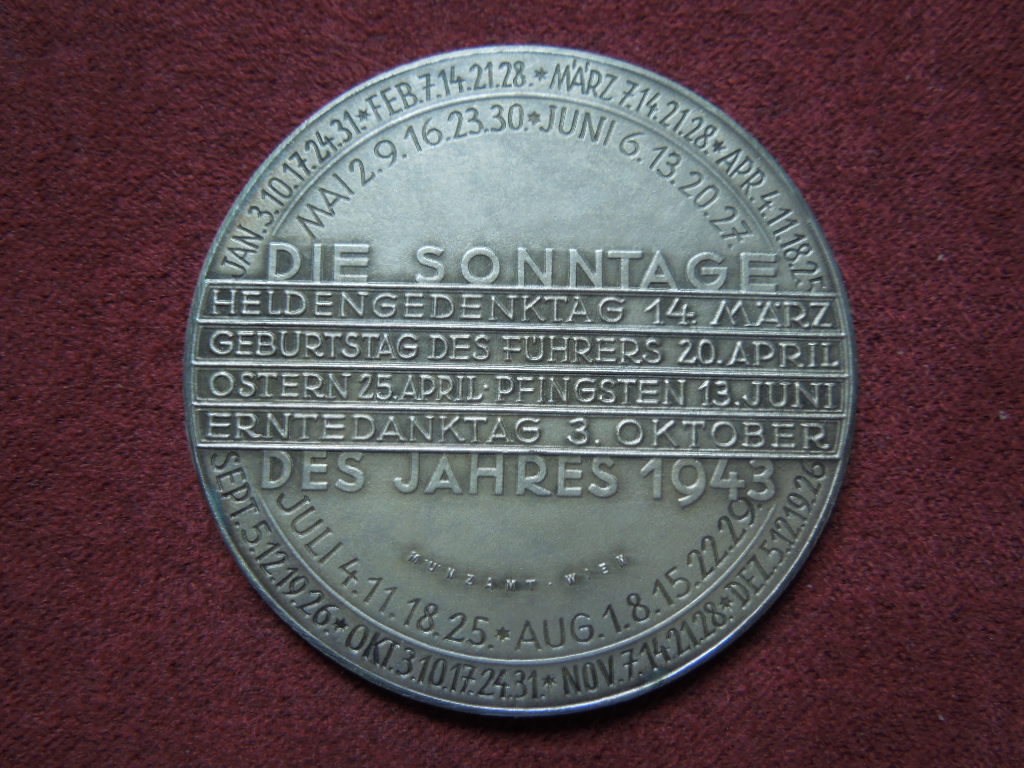 JAN. 3.10.17.24.31.*FEB.7.14.21.28.*MÄRZ 7.14.21.28*APR.4.11.18.25
MAI 2.9.16.23.30.*JUNI 6.13.20.27.
DIE SONNTAGE
HELDENGEDENKTAG 14. MÄRZ
GEBURTSTAG DES FÜHRERS 20.APRIL
OSTERN 25.APRIL·PFINGSTEN 13.JUNI
ERNTEDANKTAG 3. OKTOBER
DES JAHRES 1943
JULI 4.11.18.25.*AUG.1.8.15.22.29.
SEPT.5.12.19.26.*OKT.3.10.17.24.31.*NOV.7.14.21.28.*DEZ.5.12.19.26
MÜNZAMT · WIEN